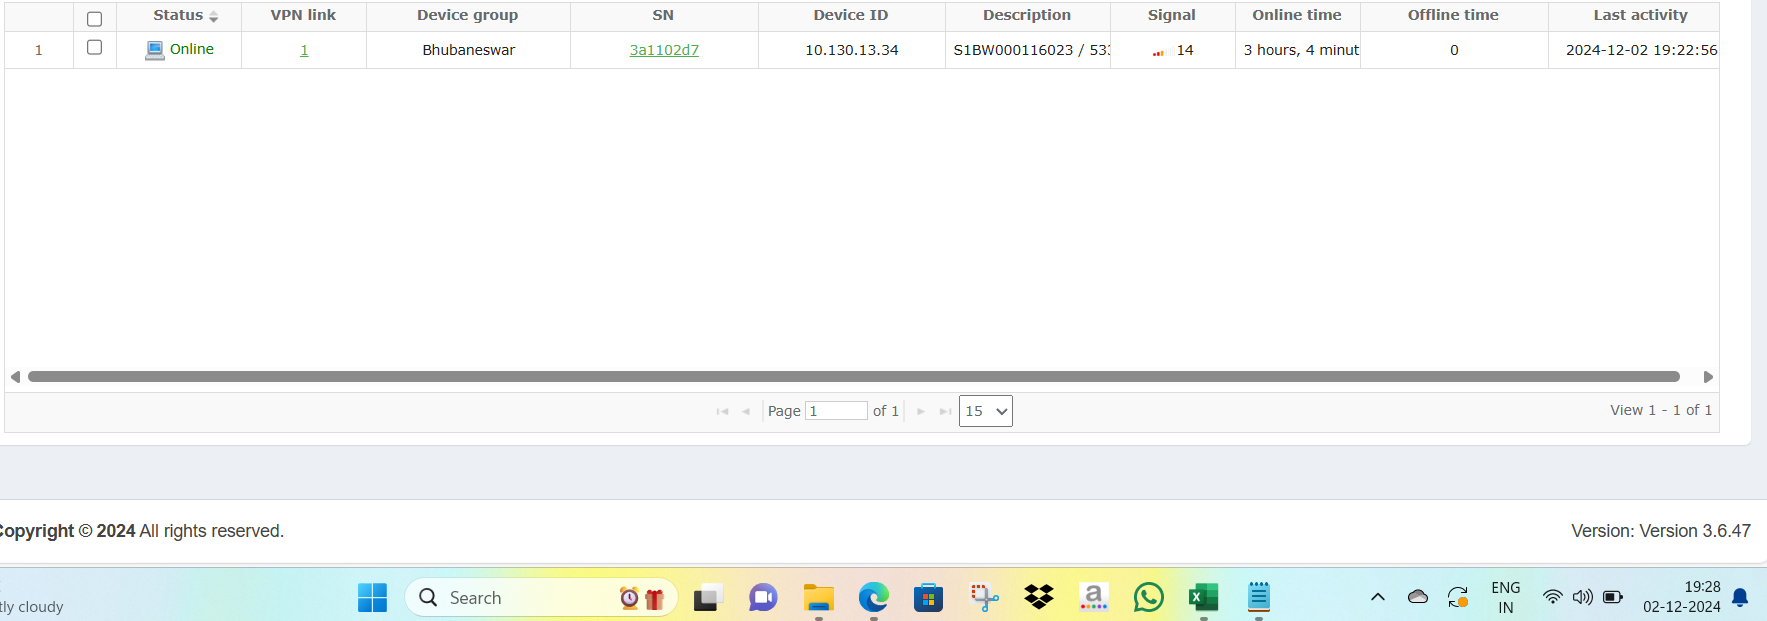 Status VPN link Device group SN Device ID Description Signal Online time Offline time Last activity
1 Online 1 Bhubaneswar 3a1102d7 10.130.13.34 S1BW000116023 / 533 14 3 hours, 4 minut 0 2024-12-02 19:22:56
Page 1 of 1 15 View 1 - 1 of 1
Copyright © 2024 All rights reserved. Version: Version 3.6.47
Search ENG 19:28
tly cloudy IN 02-12-2024